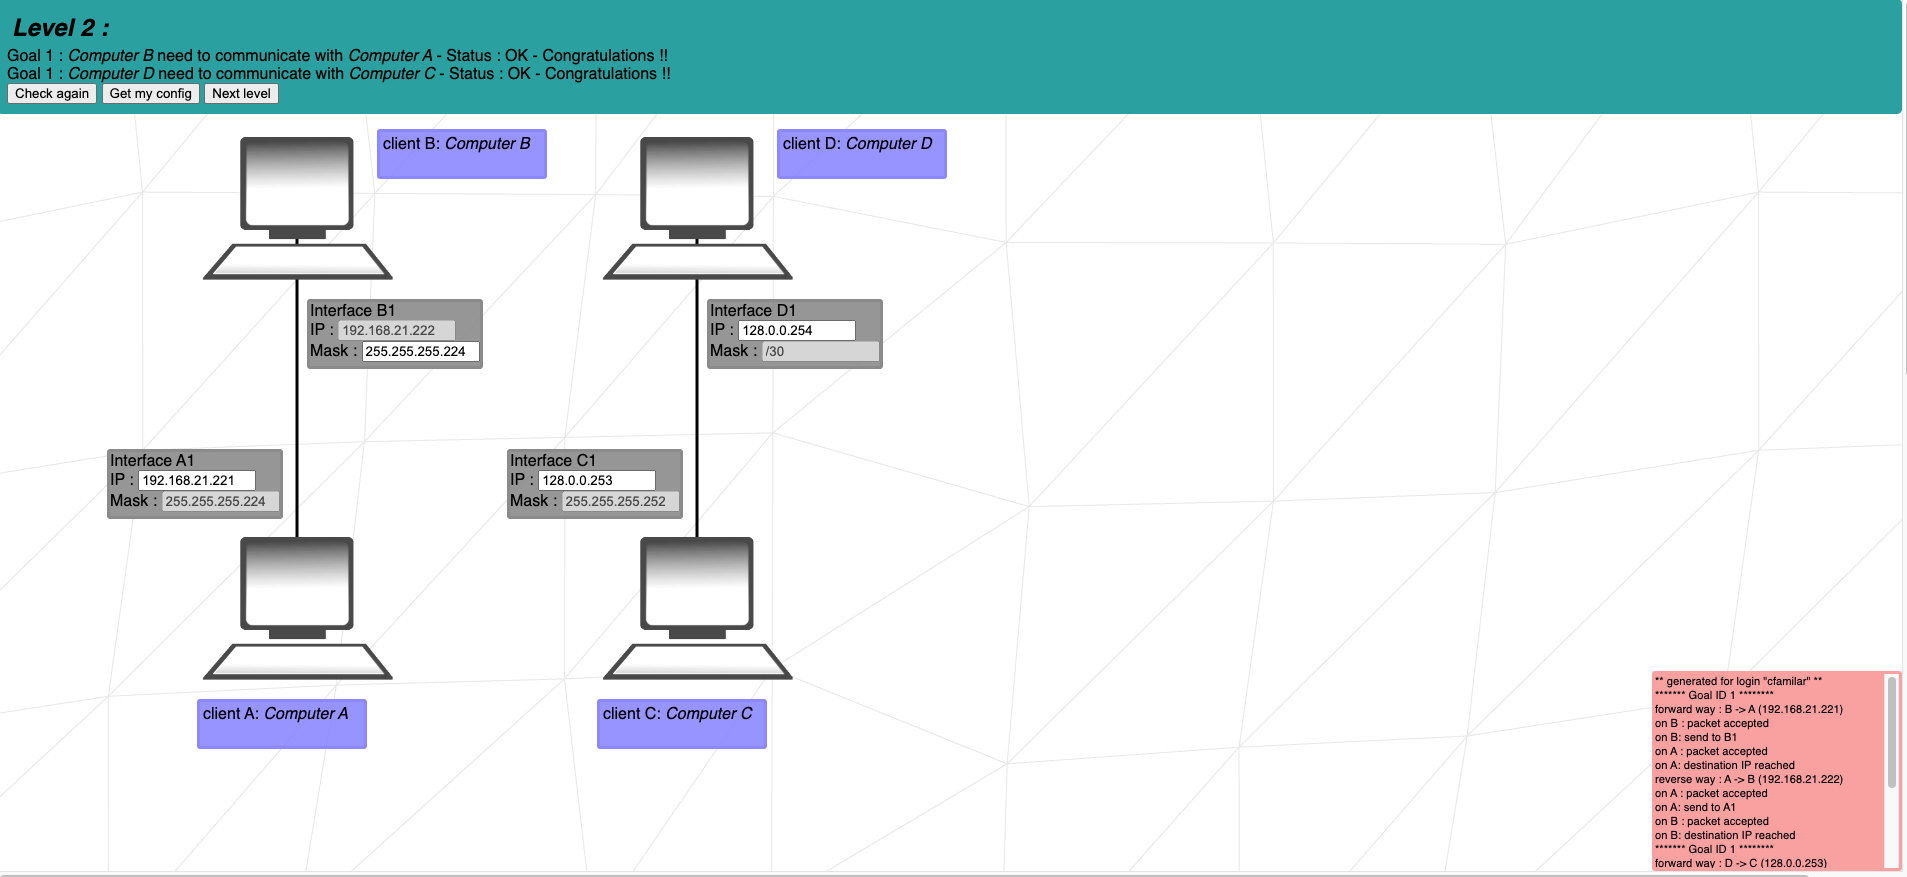 Level 2 :
Goal 1 : Computer B need to communicate with Computer A - Status : OK - Congratulations !!
Goal 1 : Computer D need to communicate with Computer C - Status : OK - Congratulations !!
Check again Get my config Next level
client B: Computer B
client D: Computer D
Interface B1
IP : 192.168.21.222
Mask : 255.255.255.224
Interface D1
IP : 128.0.0.254
Mask : /30
Interface A1
IP : 192.168.21.221
Mask : 255.255.255.224
Interface C1
IP : 128.0.0.253
Mask : 255.255.255.252
client A: Computer A
client C: Computer C
** generated for login "cfamilar" **
******* Goal ID 1 ********
forward way : B -> A (192.168.21.221)
on B : packet accepted
on B: send to B1
on A : packet accepted
on A: destination IP reached
reverse way : A -> B (192.168.21.222)
on A : packet accepted
on A: send to A1
on B : packet accepted
on B: destination IP reached
******* Goal ID 1 ********
forward way : D -> C (128.0.0.253)